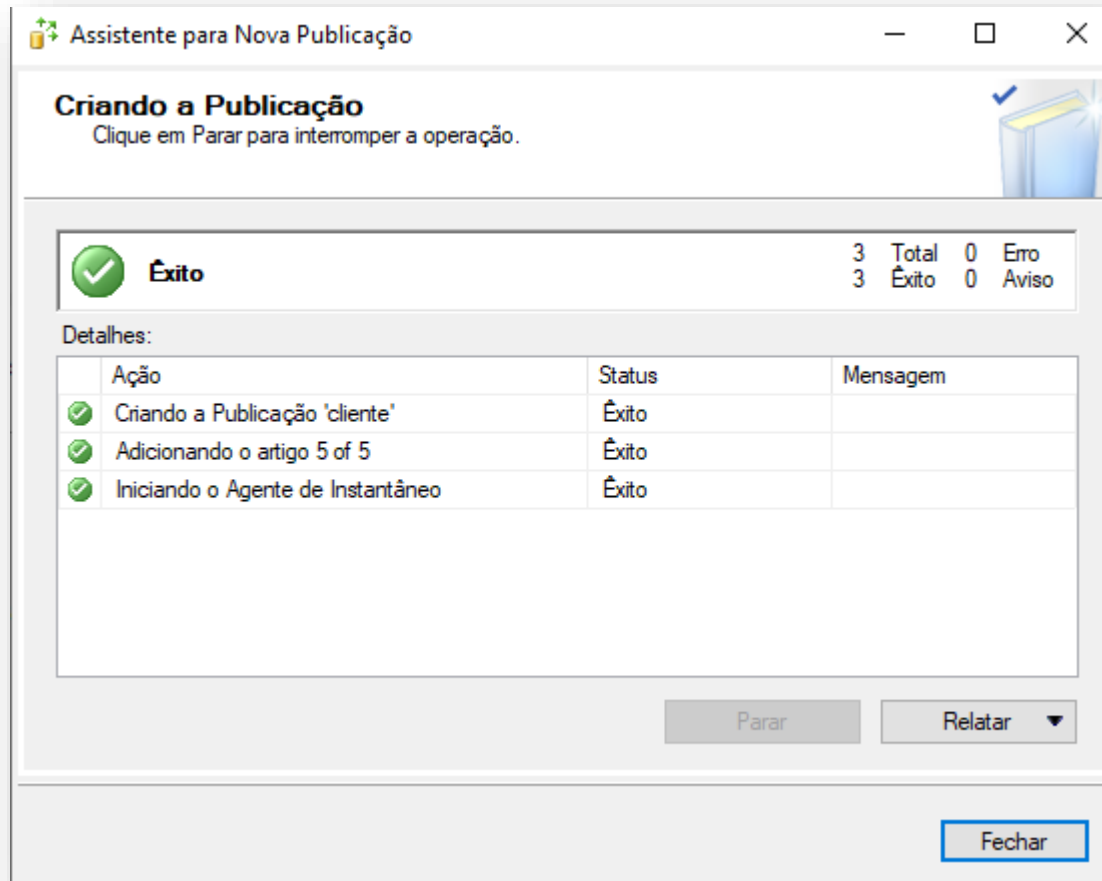 Assistente para Nova Publicação
Criando a Publicação
Clique em Parar para interromper a operação.
Êxito
3 Total 0 Erro
3 Êxito 0 Aviso
Detalhes:
Ação Status Mensagem
Criando a Publicação 'cliente' Êxito
Adicionando o artigo 5 of 5 Êxito
Iniciando o Agente de Instantâneo Êxito
Parar Relatar
Fechar